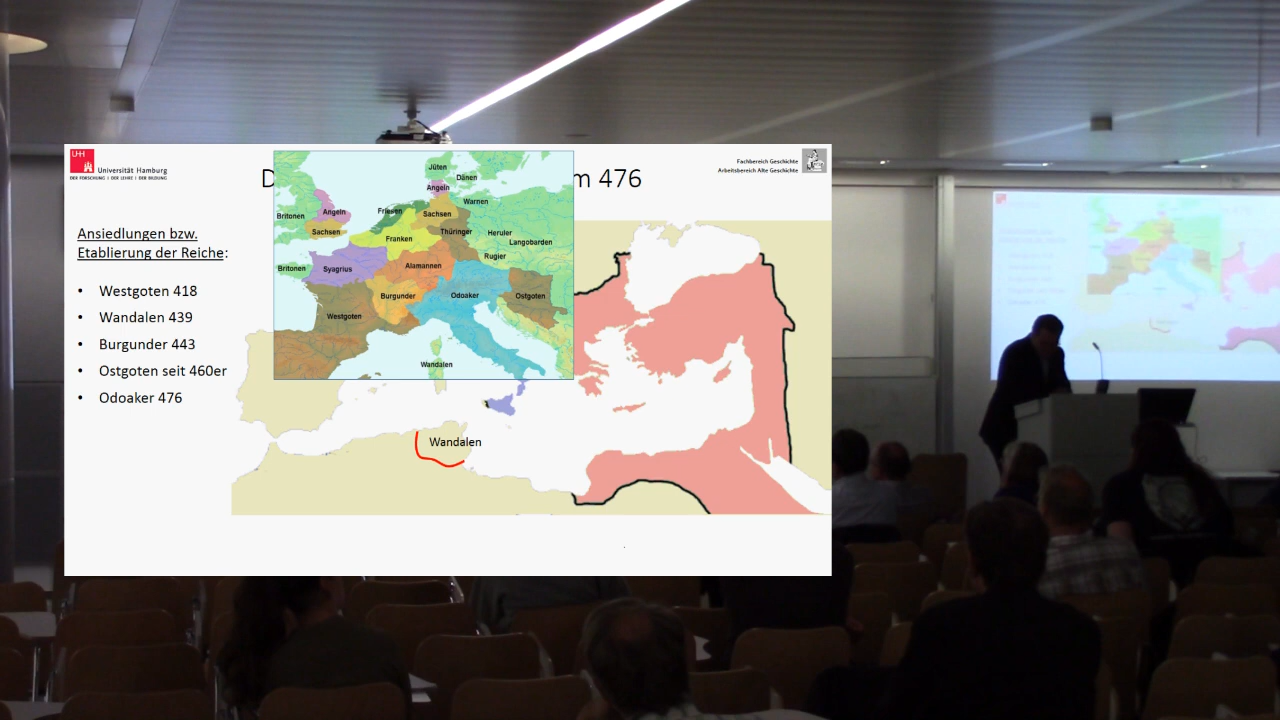 UHH
Universität Hamburg
DER FORSCHUNG | DER LEHRE | DER BILDUNG
Fachbereich Geschichte
Arbeitsbereich Alte Geschichte
D
m 476
Ansiedlungen bzw.
Etablierung der Reiche:
• Westgoten 418
• Wandalen 439
• Burgunder 443
• Ostgoten seit 460er
• Odoaker 476
Jüten
Dänen
Angeln
Warnen
Britonen
Angeln
Friesen
Sachsen
Sachsen
Thüringer
Heruler
Franken
Langobarden
Rugier
Britonen
Syagrius
Alamannen
Burgunder
Odoaker
Ostgoten
Westgoten
Wandalen
Wandalen